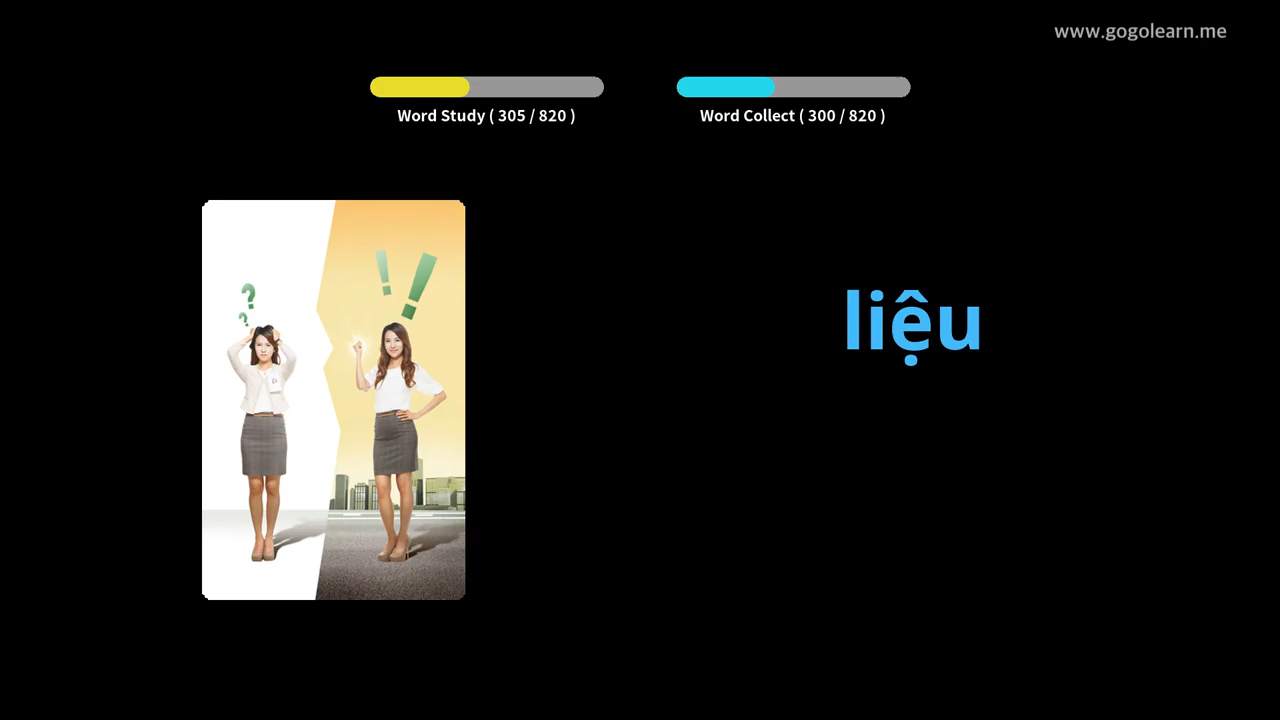 www.gogolearn.me
Word Study ( 305 / 820 )
Word Collect ( 300 / 820 )
? ?
! !
liệu